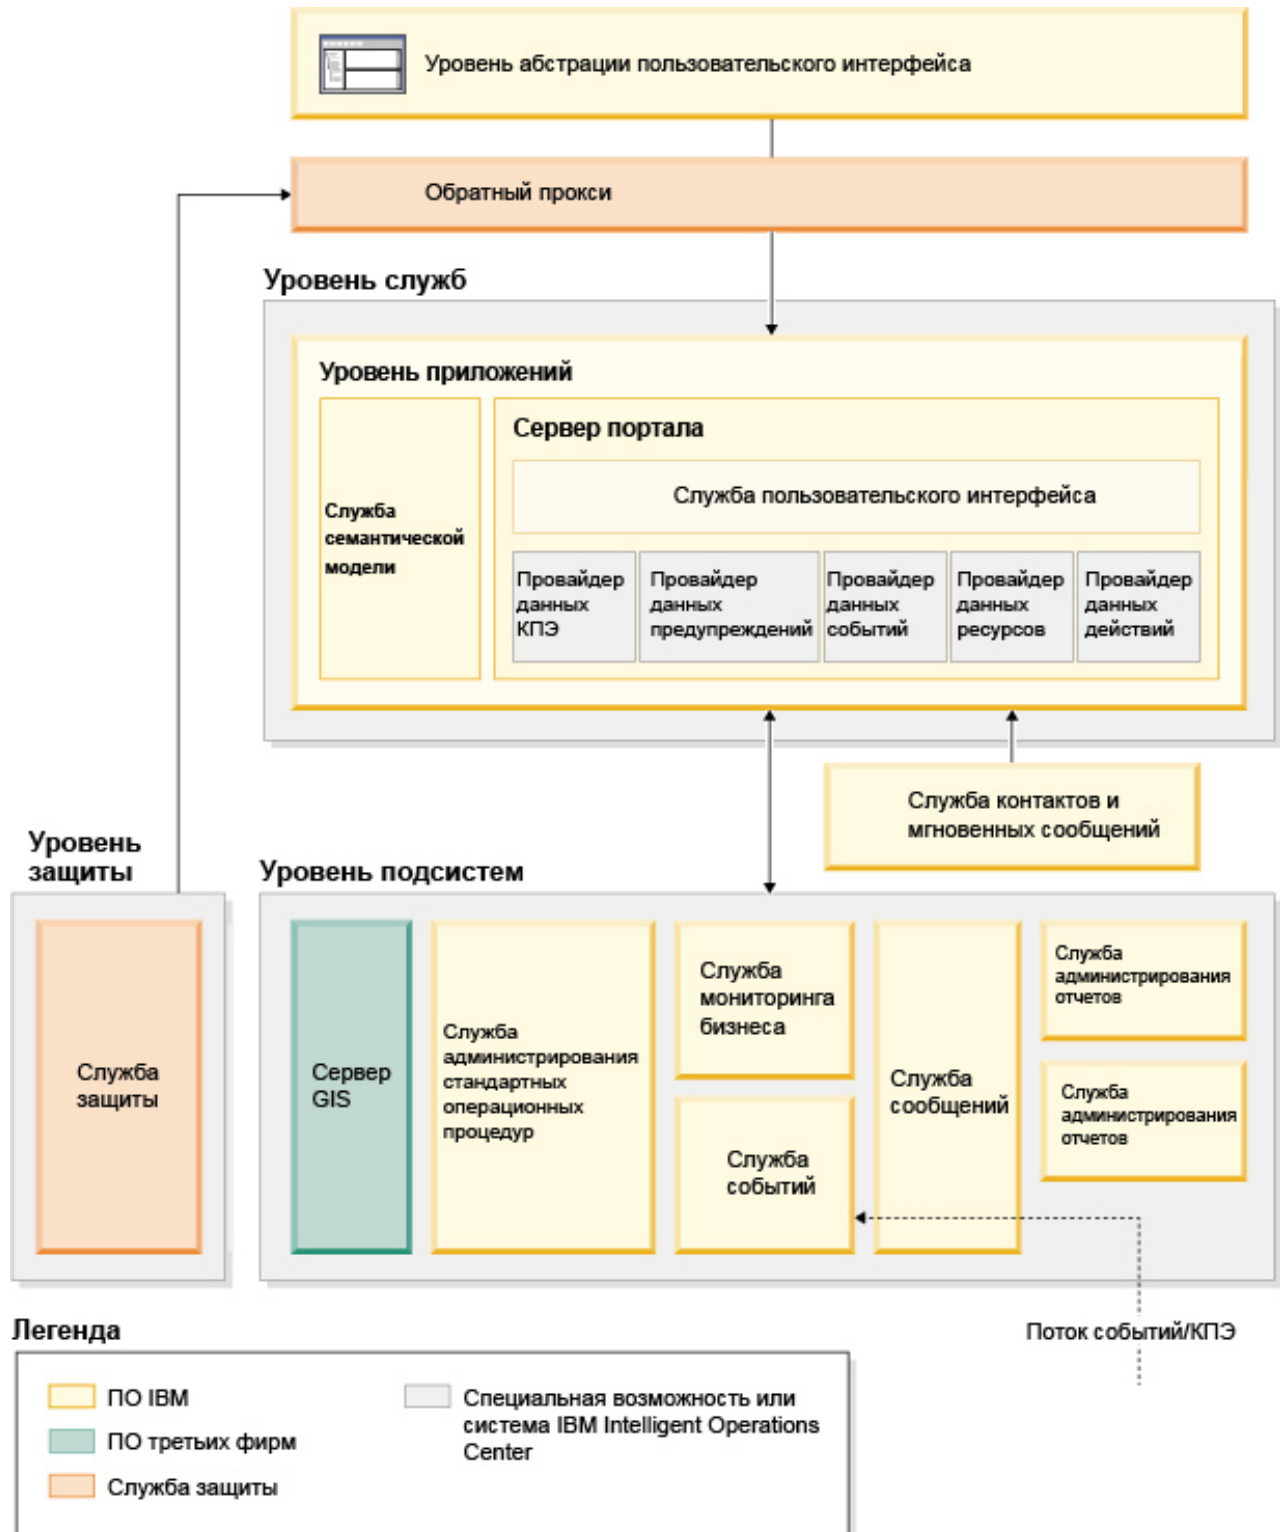 Уровень абстрации пользовательского интерфейса
Обратный прокси
Уровень служб
Уровень приложений
Служба
семантической
модели
Сервер портала
Служба пользовательского интерфейса
Провайдер
данных
КПЭ
Провайдер
данных
предупреждений
Провайдер
данных
событий
Провайдер
данных
ресурсов
Провайдер
данных
действий
Служба контактов и
мгновенных сообщений
Уровень
защиты
Служба
защиты
Уровень подсистем
Сервер
GIS
Служба
администрирования
стандартных
операционных
процедур
Служба
мониторинга
бизнеса
Служба
событий
Служба
сообщений
Служба
администрирования
отчетов
Служба
администрирования
отчетов
Поток событий/КПЭ
Легенда
ПО IBM
ПО третьих фирм
Служба защиты
Специальная возможность или
система IBM Intelligent Operations
Center